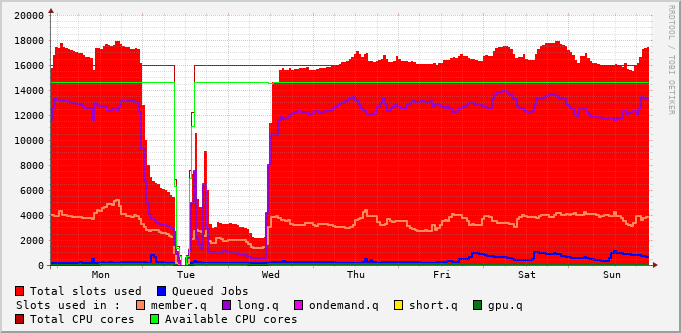 20000
18000
16000
14000
12000
10000
8000
6000
4000
2000
0
Mon Tue Wed Thu Fri Sat Sun
RRDTOOL / TOBI OETIKER
Total slots used Queued Jobs
Slots used in : member.q long.q ondemand.q short.q gpu.q
Total CPU cores Available CPU cores